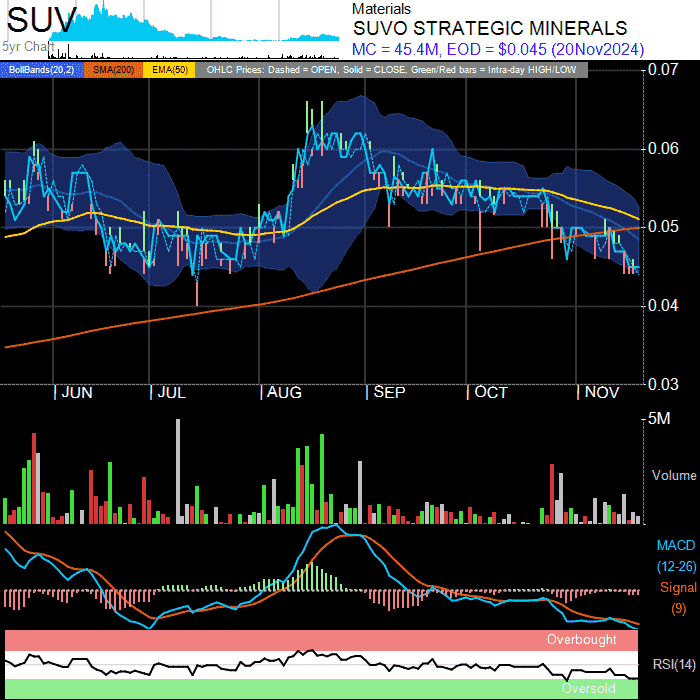 SUV
5yr Chart
Materials
SUVO STRATEGIC MINERALS
MC = 45.4M, EOD = $0.045 (20Nov2024)
BollBands(20,2) SMA(200) EMA(50) OHLC Prices: Dashed = OPEN, Solid = CLOSE, Green/Red bars = Intra-day HIGH/LOW
0.07
0.06
0.05
0.04
0.03
JUN JUL AUG SEP OCT NOV
5M
Volume
MACD
(12-26)
Signal
(9)
Overbought
RSI(14)
Oversold